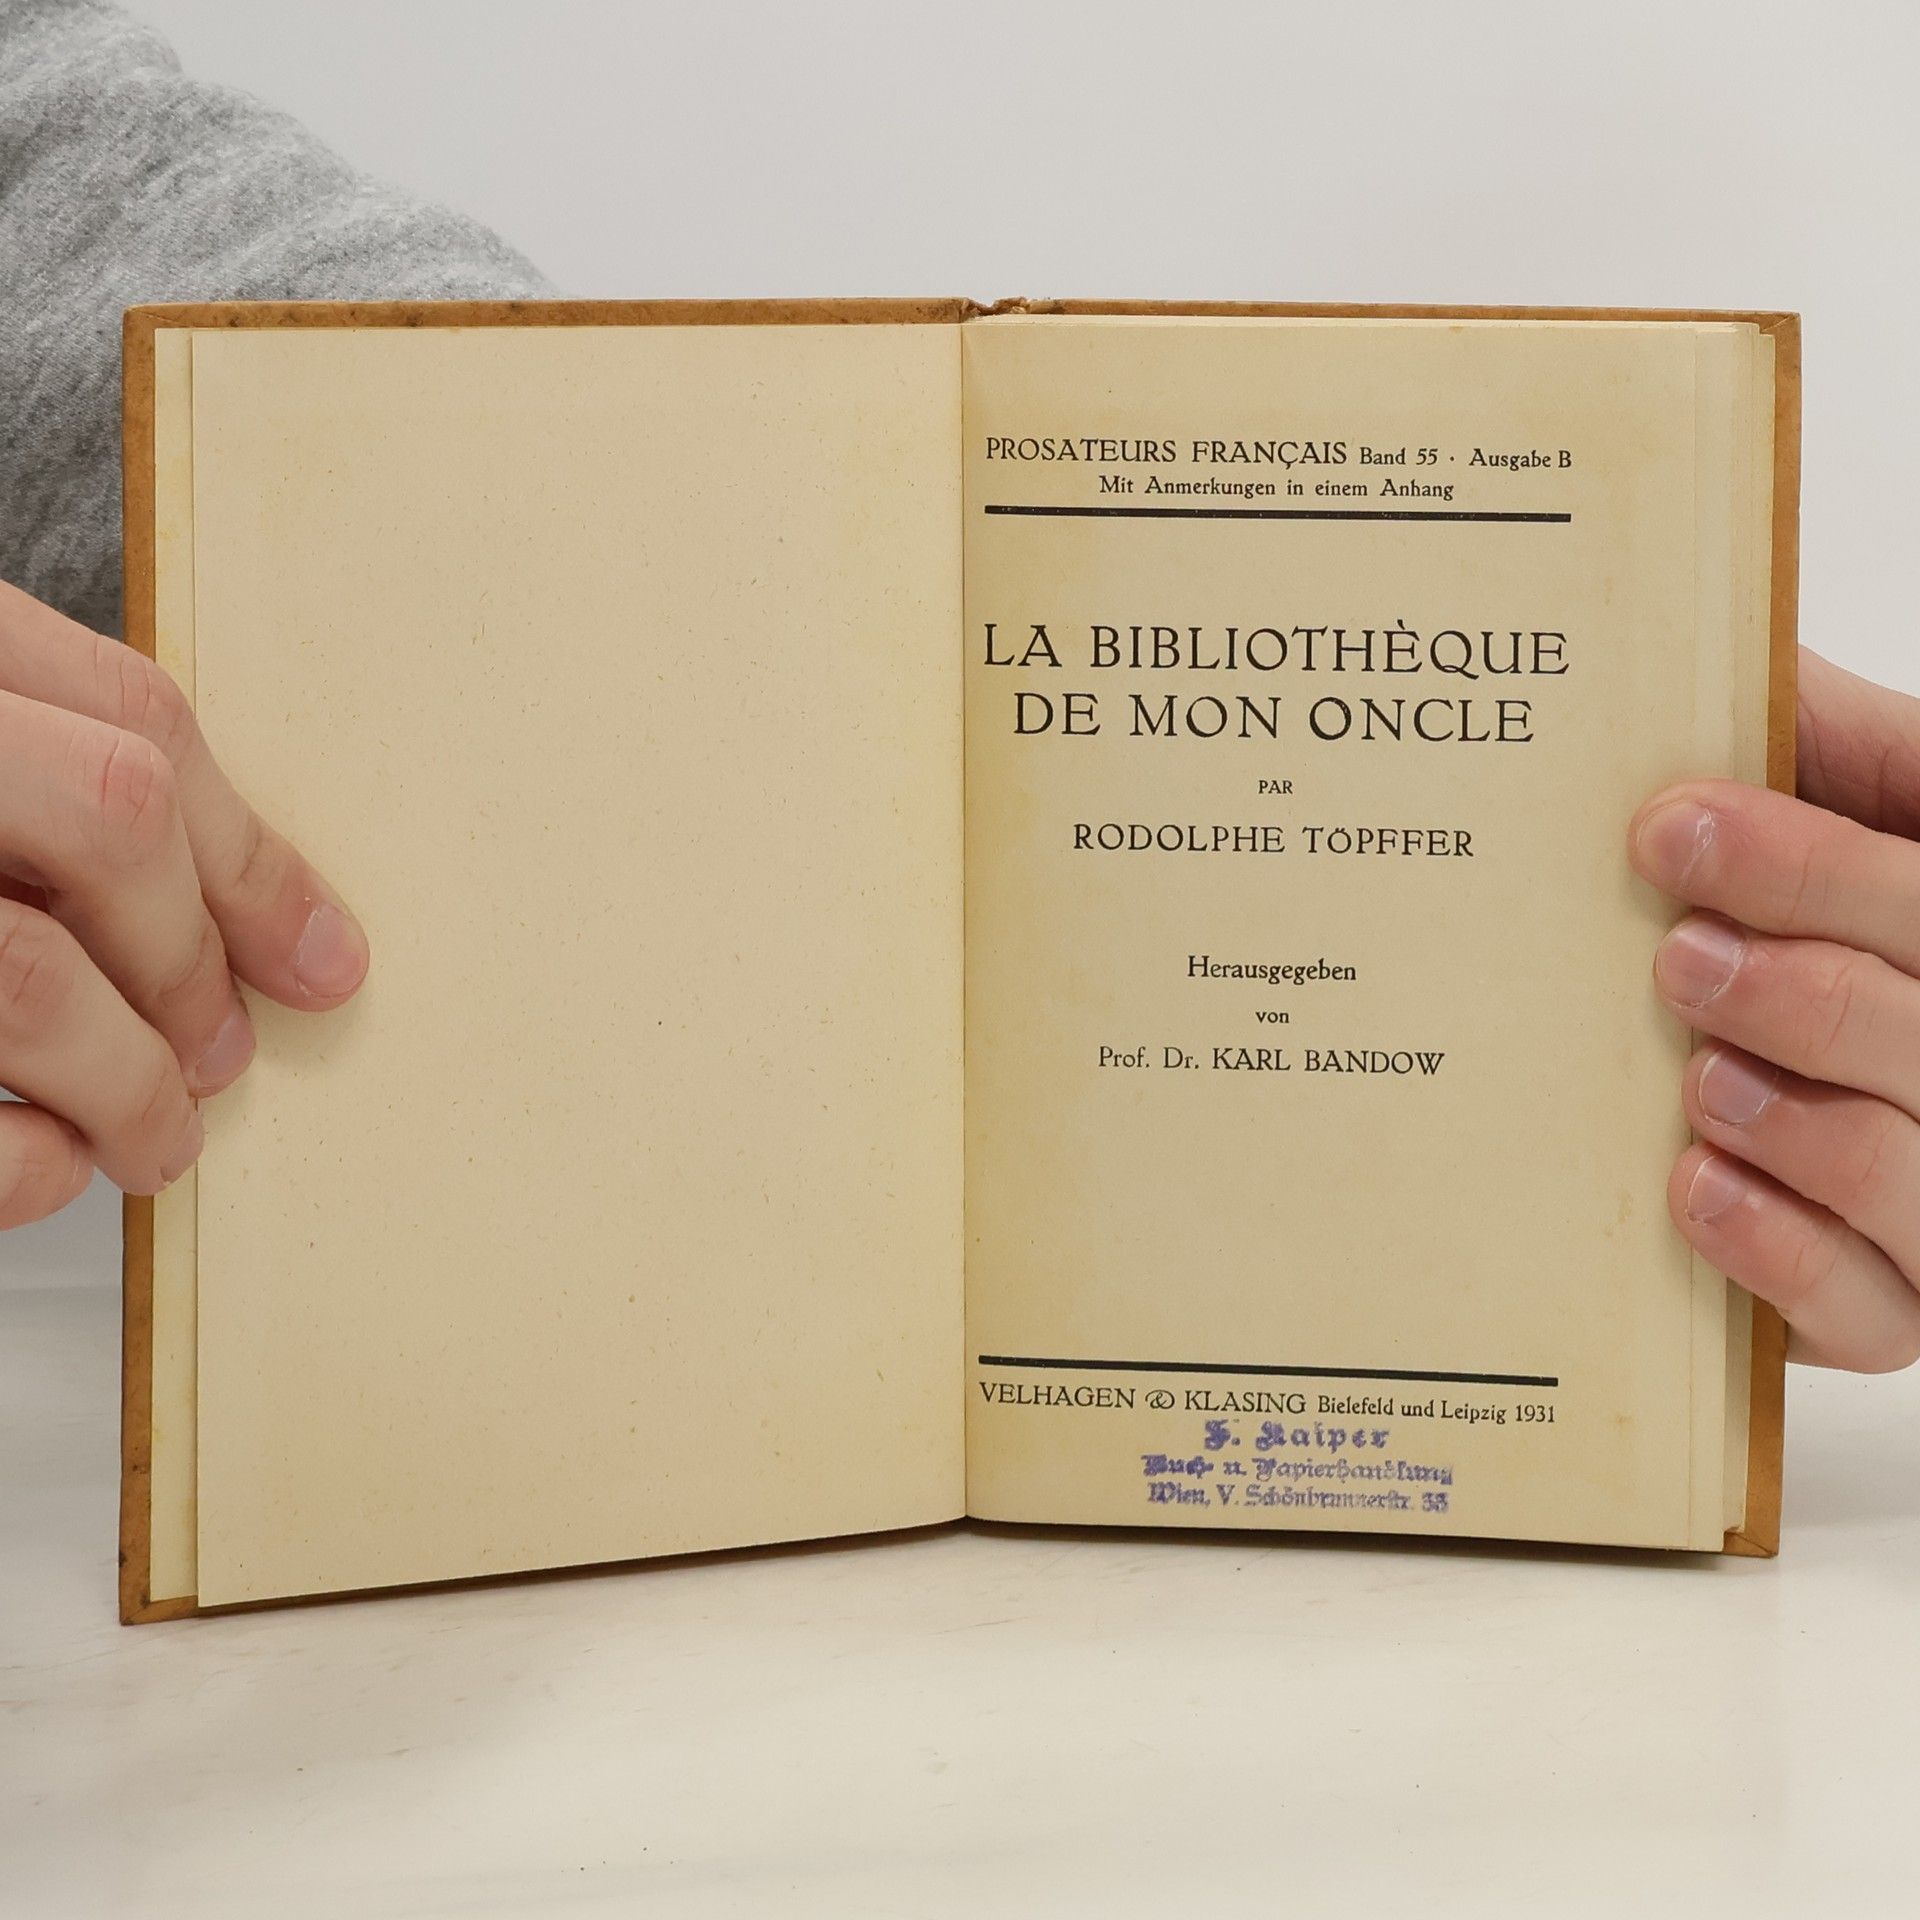 PROSATEURS FRANÇAIS Band 55 · Ausgabe B
Mit Anmerkungen in einem Anhang
LA BIBLIOTHÈQUE
DE MON ONCLE
PAR
RODOLPHE TÖPFFER
Herausgegeben
von
Prof. Dr. KARL BANDOW
VELHAGEN & KLASING Bielefeld und Leipzig 1931
Buch- u. Papierhandlung
Wien, V. Schönbrunnerstr.